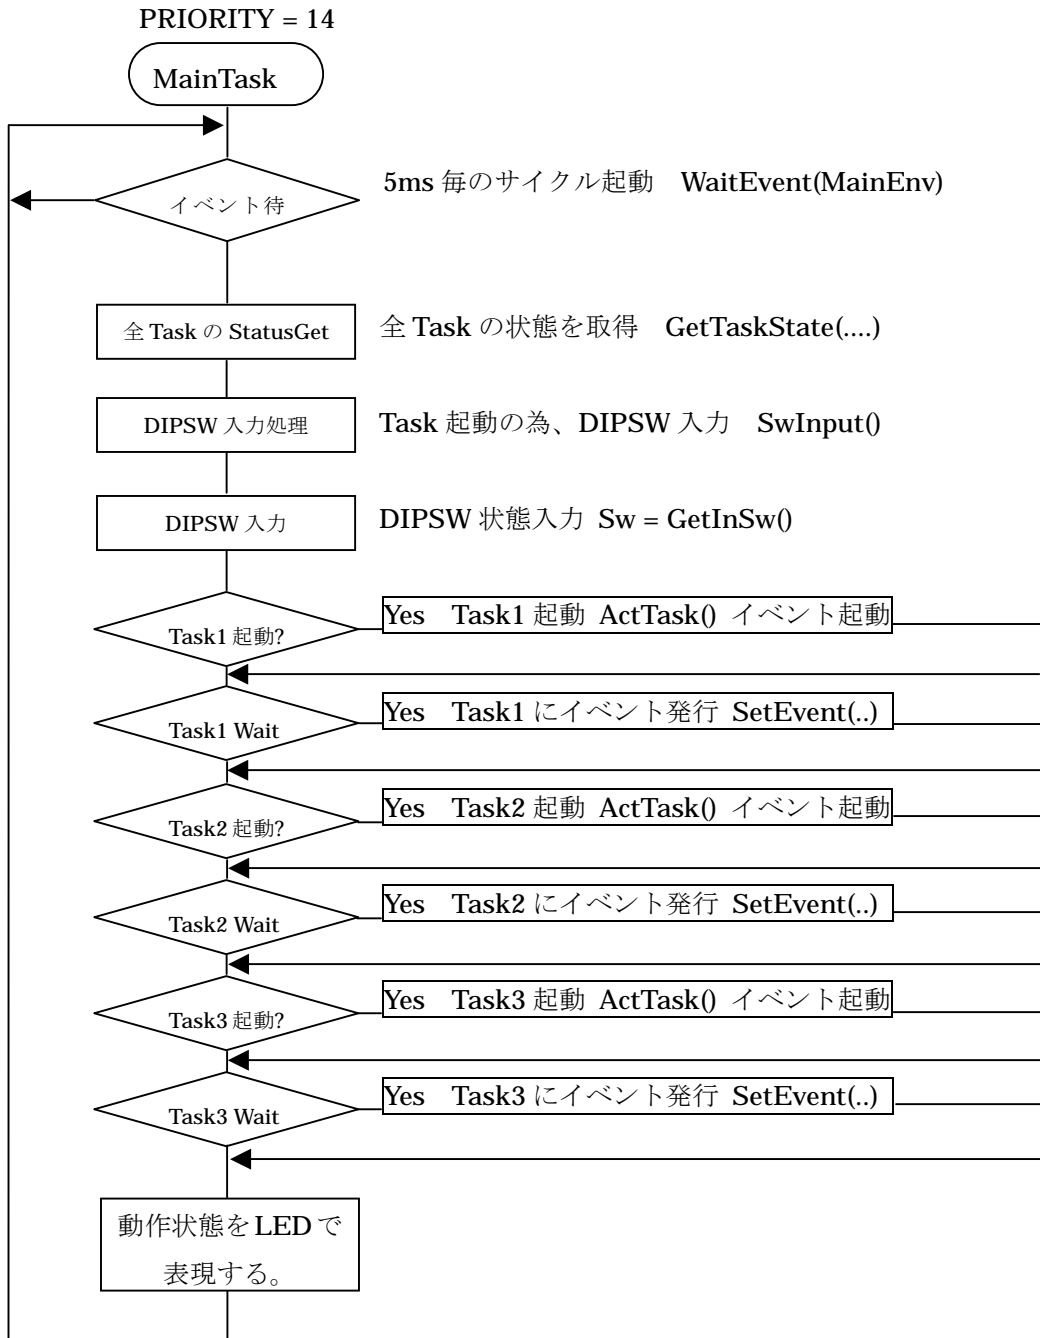 PRIORITY = 14
MainTask
イベント待
5ms 毎のサイクル起動 WaitEvent(MainEnv)
全 Task の StatusGet
全 Task の状態を取得 GetTaskState(....)
DIPSW 入力処理
Task 起動の為、DIPSW 入力 SwInput()
DIPSW 入力
DIPSW 状態入力 Sw = GetInSw()
Task1 起動?
Yes Task1 起動 ActTask() イベント起動
Task1 Wait
Yes Task1 にイベント発行 SetEvent(..)
Task2 起動?
Yes Task2 起動 ActTask() イベント起動
Task2 Wait
Yes Task2 にイベント発行 SetEvent(..)
Task3 起動?
Yes Task3 起動 ActTask() イベント起動
Task3 Wait
Yes Task3 にイベント発行 SetEvent(..)
動作状態を LED で
表現する。